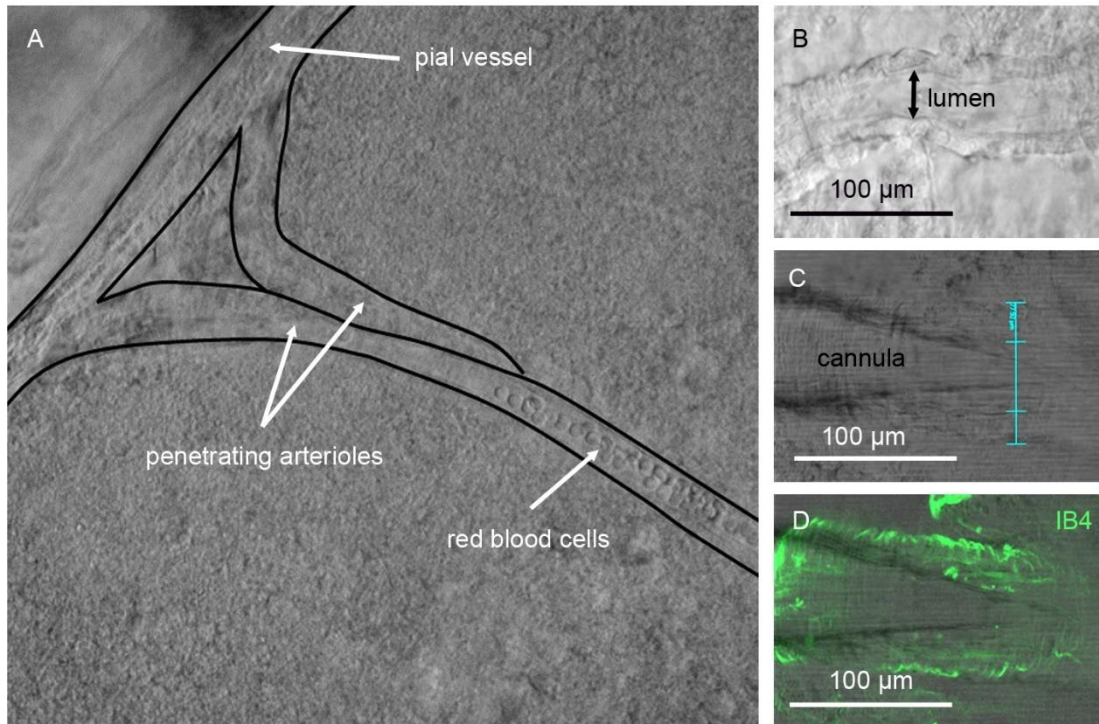 A
pial vessel
penetrating arterioles
red blood cells
B
lumen
100 µm
C
cannula
100 µm
D
IB4
100 µm